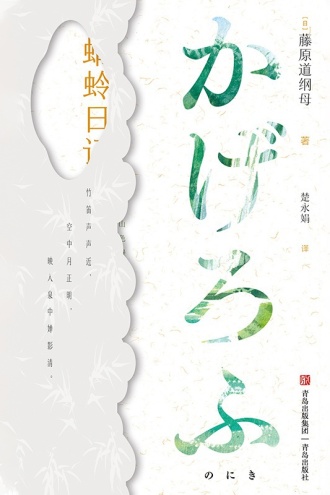 [日]藤原道纲母 著
楚永娟 译
かげろふ
のにき
蜻蛉日记
竹笛声声近，
空中月正明。
映入泉中婵影清。
青岛出版集团 | 青岛出版社